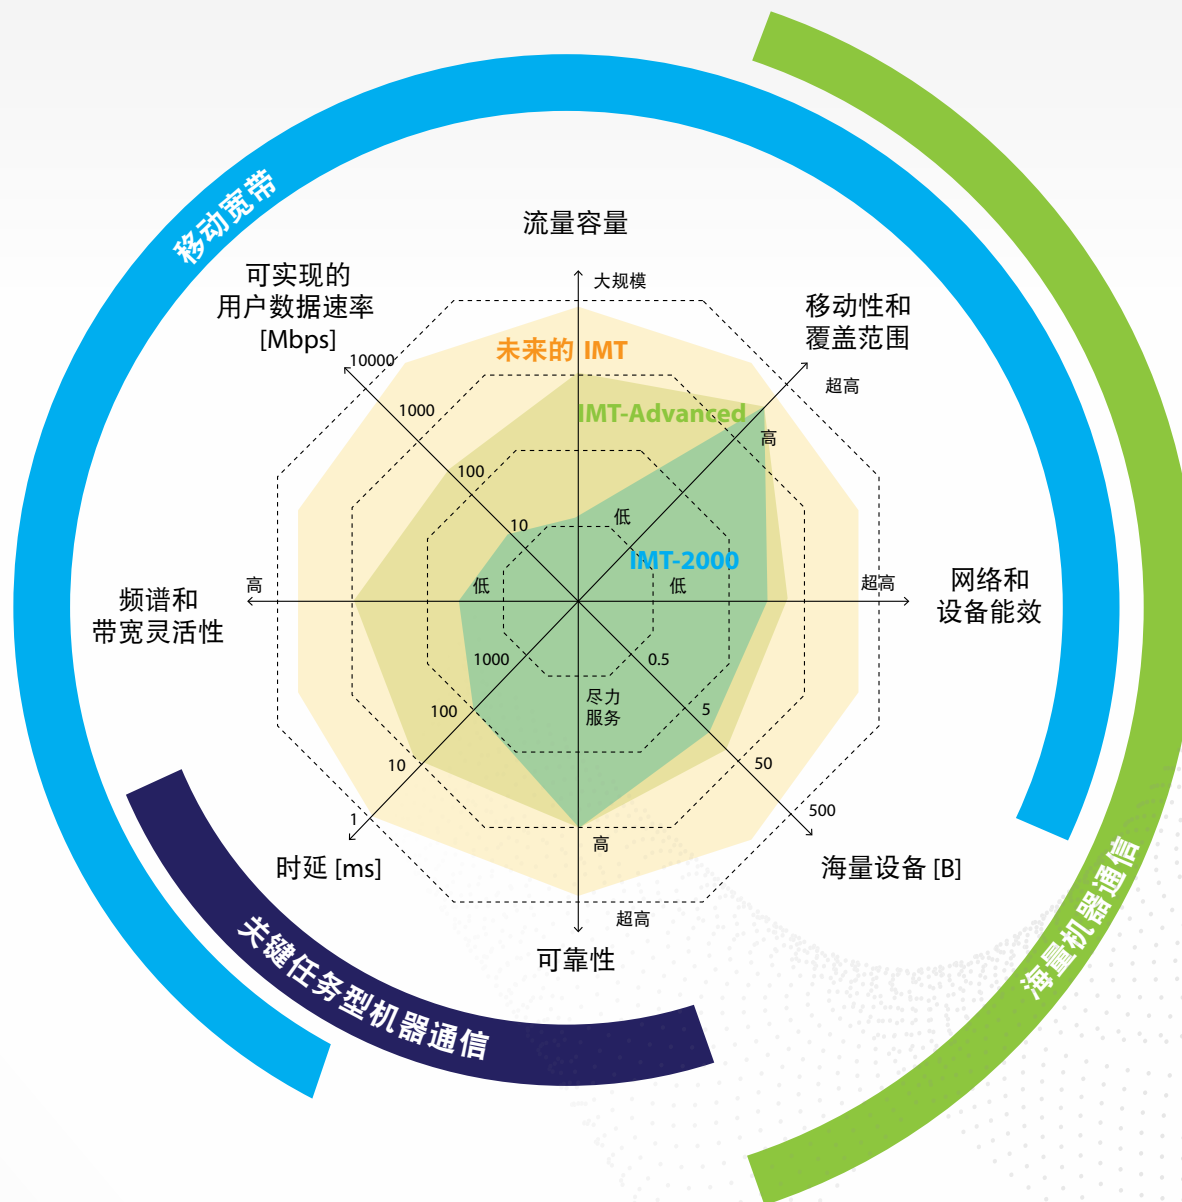 移动宽带
流量容量
大规模
可实现的
用户数据速率
[Mbps]
移动性和
覆盖范围
未来的 IMT
10000
超高
1000
IMT-Advanced
高
100
10
低
IMT-2000
高
低
低
超高
频谱和
带宽灵活性
网络和
设备能效
1000
0.5
尽力
服务
100
5
10
50
1
500
高
时延 [ms]
海量设备 [B]
超高
可靠性
关键任务型机器通信
海量机器通信